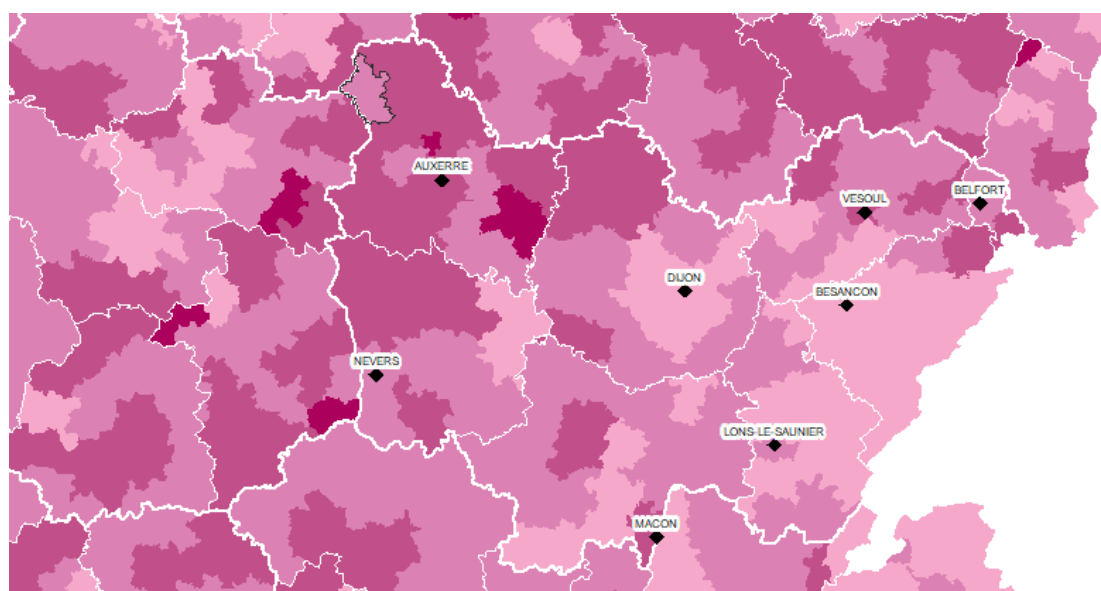 AUXERRE
BELFORT
VESOUL
DIJON
BESANCON
NEVERS
LONS-LE-SAUNIER
MACON